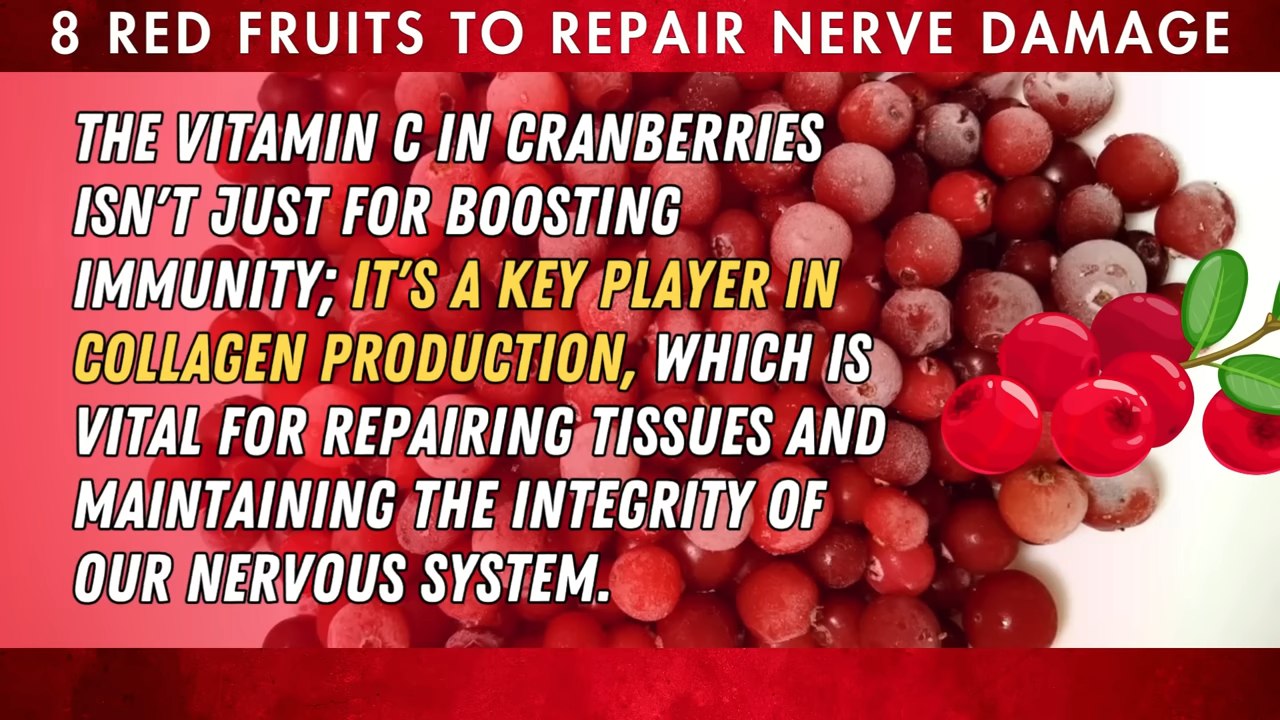 8 RED FRUITS TO REPAIR NERVE DAMAGE
THE VITAMIN C IN CRANBERRIES
ISN'T JUST FOR BOOSTING
IMMUNITY; IT'S A KEY PLAYER IN
COLLAGEN PRODUCTION, WHICH IS
VITAL FOR REPAIRING TISSUES AND
MAINTAINING THE INTEGRITY OF
OUR NERVOUS SYSTEM.